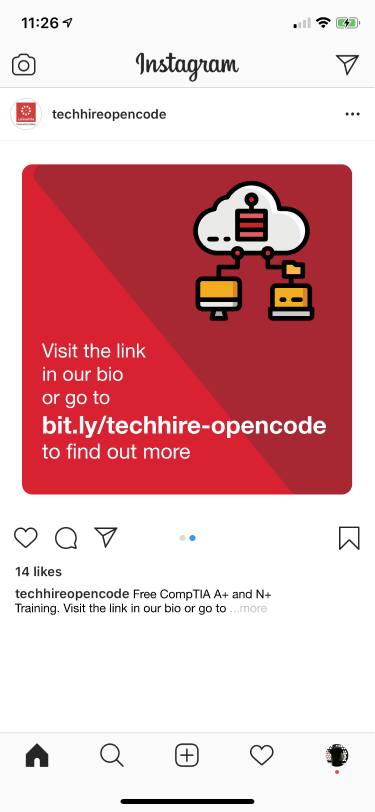 11:26
Instagram
techhireopencode
Visit the link
in our bio
or go to
bit.ly/techhire-opencode
to find out more
14 likes
techhireopencode Free CompTIA A+ and N+
Training. Visit the link in our bio or go to ...more